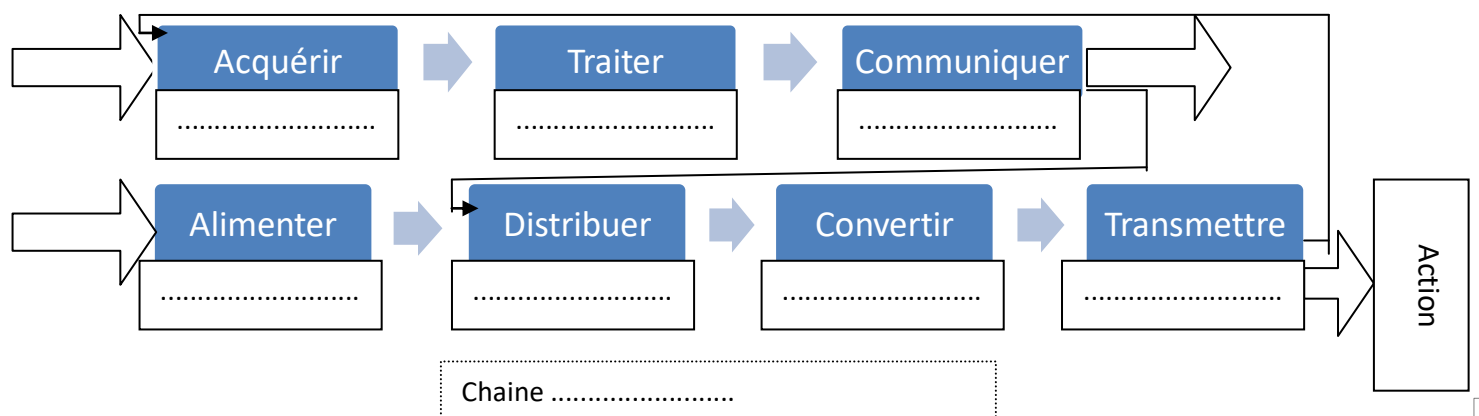 Acquérir
Traiter
Communiquer
...........................
...........................
...........................
Alimenter
Distribuer
Convertir
Transmettre
...........................
...........................
...........................
...........................
Action
Chaine ........................